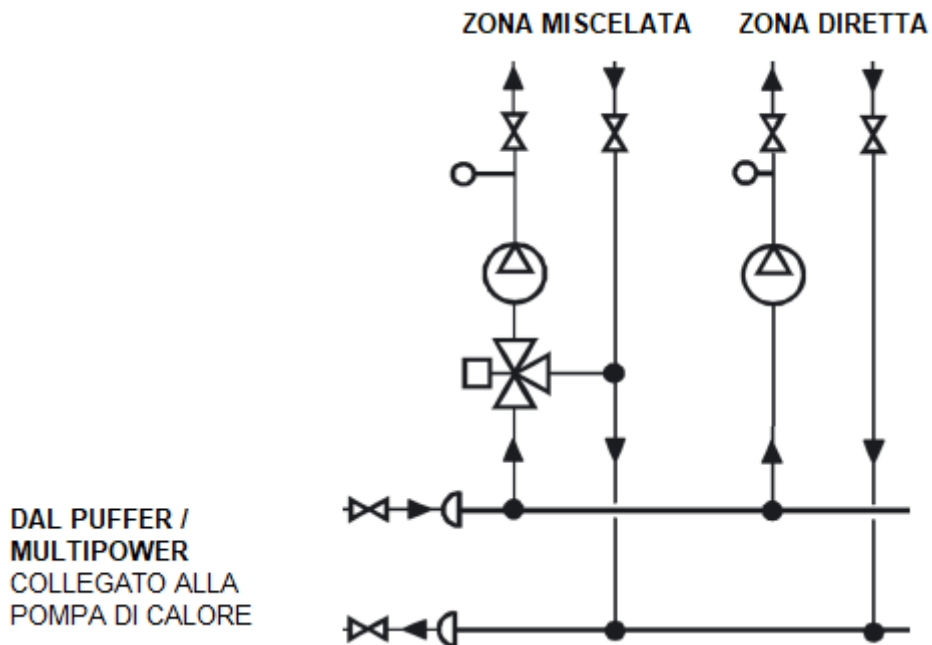 ZONA MISCELATA
ZONA DIRETTA
DAL PUFFER /
MULTIPOWER
COLLEGATO ALLA
POMPA DI CALORE